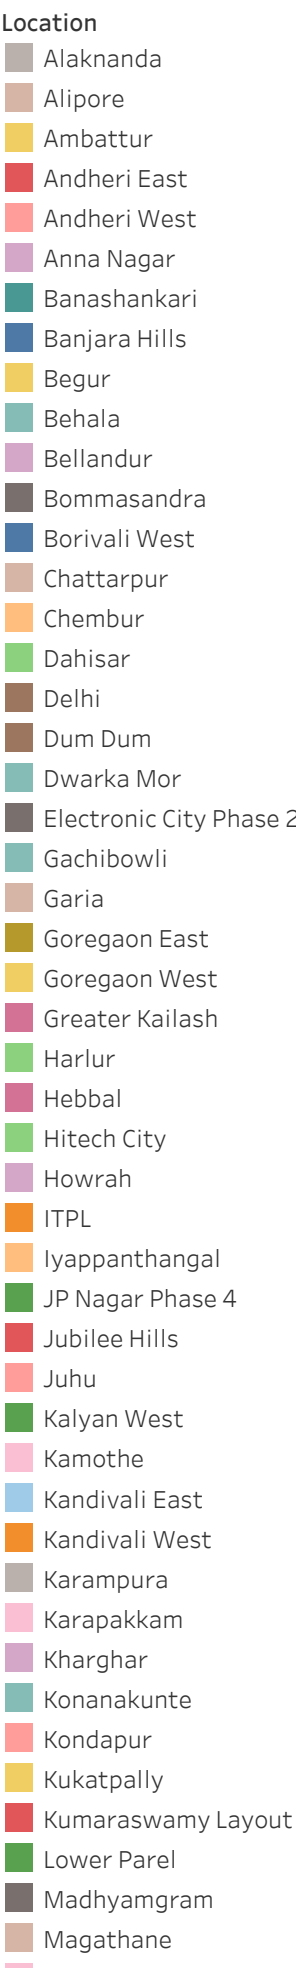 Location
Alaknanda
Alipore
Ambattur
Andheri East
Andheri West
Anna Nagar
Banashankari
Banjara Hills
Begur
Behala
Bellandur
Bommasandra
Borivali West
Chattarpur
Chembur
Dahisar
Delhi
Dum Dum
Dwarka Mor
Electronic City Phase 2
Gachibowli
Garia
Goregaon East
Goregaon West
Greater Kailash
Harlur
Hebbal
Hitech City
Howrah
ITPL
Iyappanthangal
JP Nagar Phase 4
Jubilee Hills
Juhu
Kalyan West
Kamothe
Kandivali East
Kandivali West
Karampura
Karapakkam
Kharghar
Konanakunte
Kondapur
Kukatpally
Kumaraswamy Layout
Lower Parel
Madhyamgram
Magathane